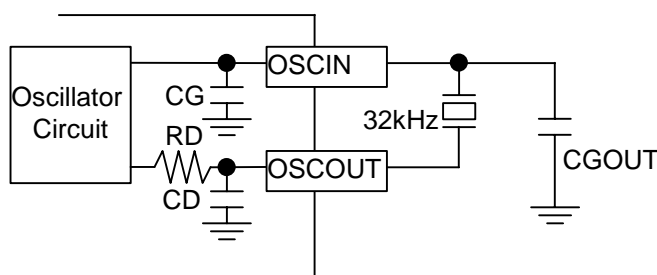 OSCIN
Oscillator
Circuit
CG
32kHz
RD
CGOUT
OSCOUT
CD